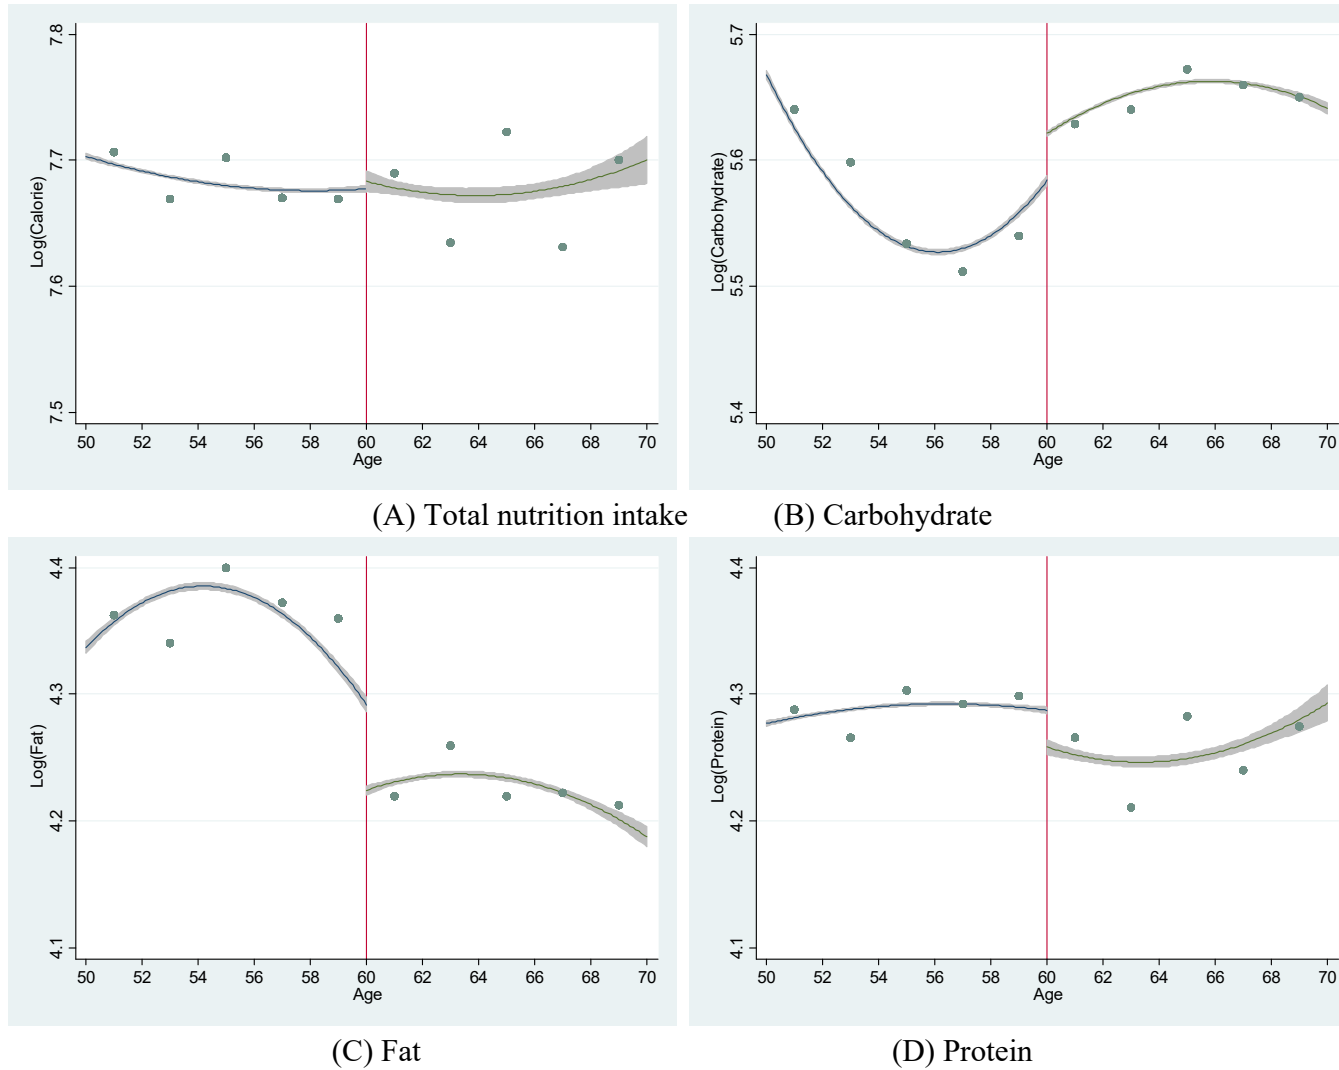 7.8
7.7
7.6
7.5
Log(Calorie)
50 52 54 56 58 60 62 64 66 68 70
Age
5.7
5.6
5.5
5.4
Log(Carbohydrate)
50 52 54 56 58 60 62 64 66 68 70
Age
(A) Total nutrition intake
(B) Carbohydrate
4.4
4.3
4.2
4.1
Log(Fat)
50 52 54 56 58 60 62 64 66 68 70
Age
4.4
4.3
4.2
4.1
Log(Protein)
50 52 54 56 58 60 62 64 66 68 70
Age
(C) Fat
(D) Protein